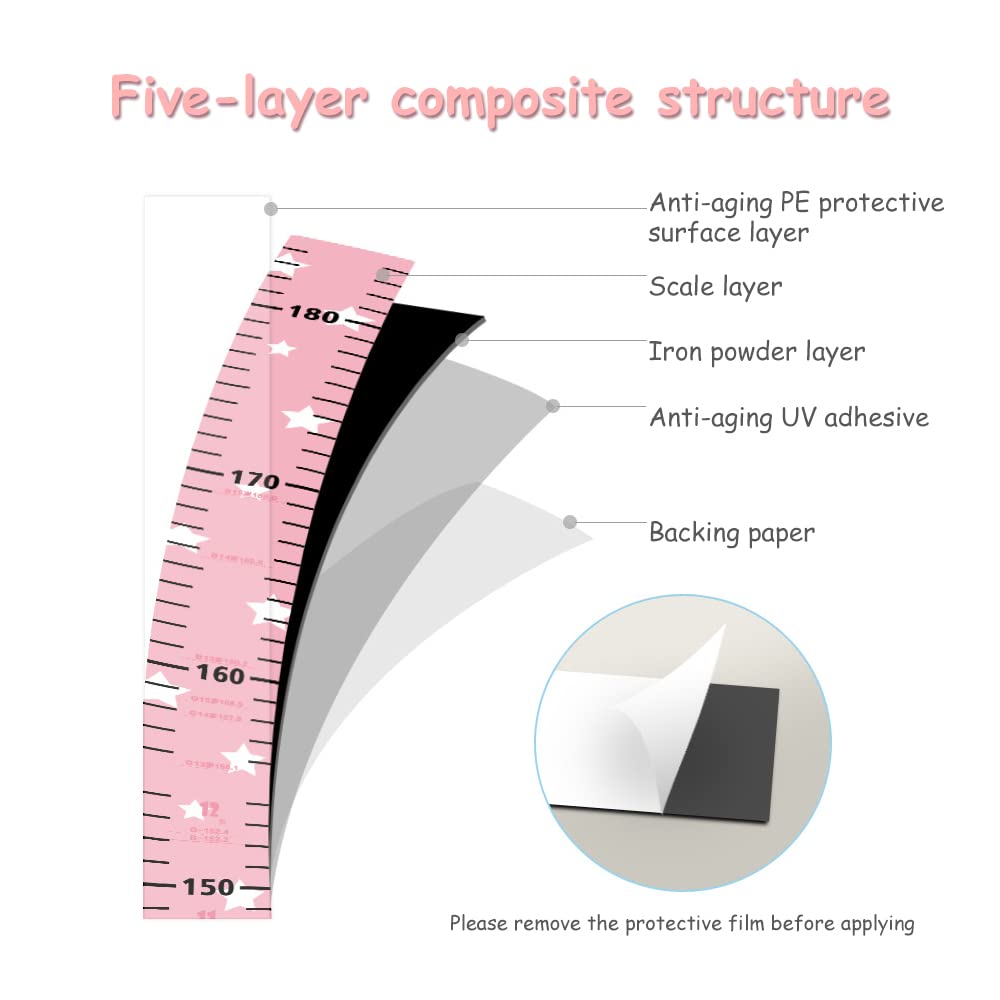 Five-layer composite structure
Anti-aging PE protective
surface layer
Scale layer
Iron powder layer
Anti-aging UV adhesive
Backing paper
180
170
160
12
150
11
Please remove the protective film before applying